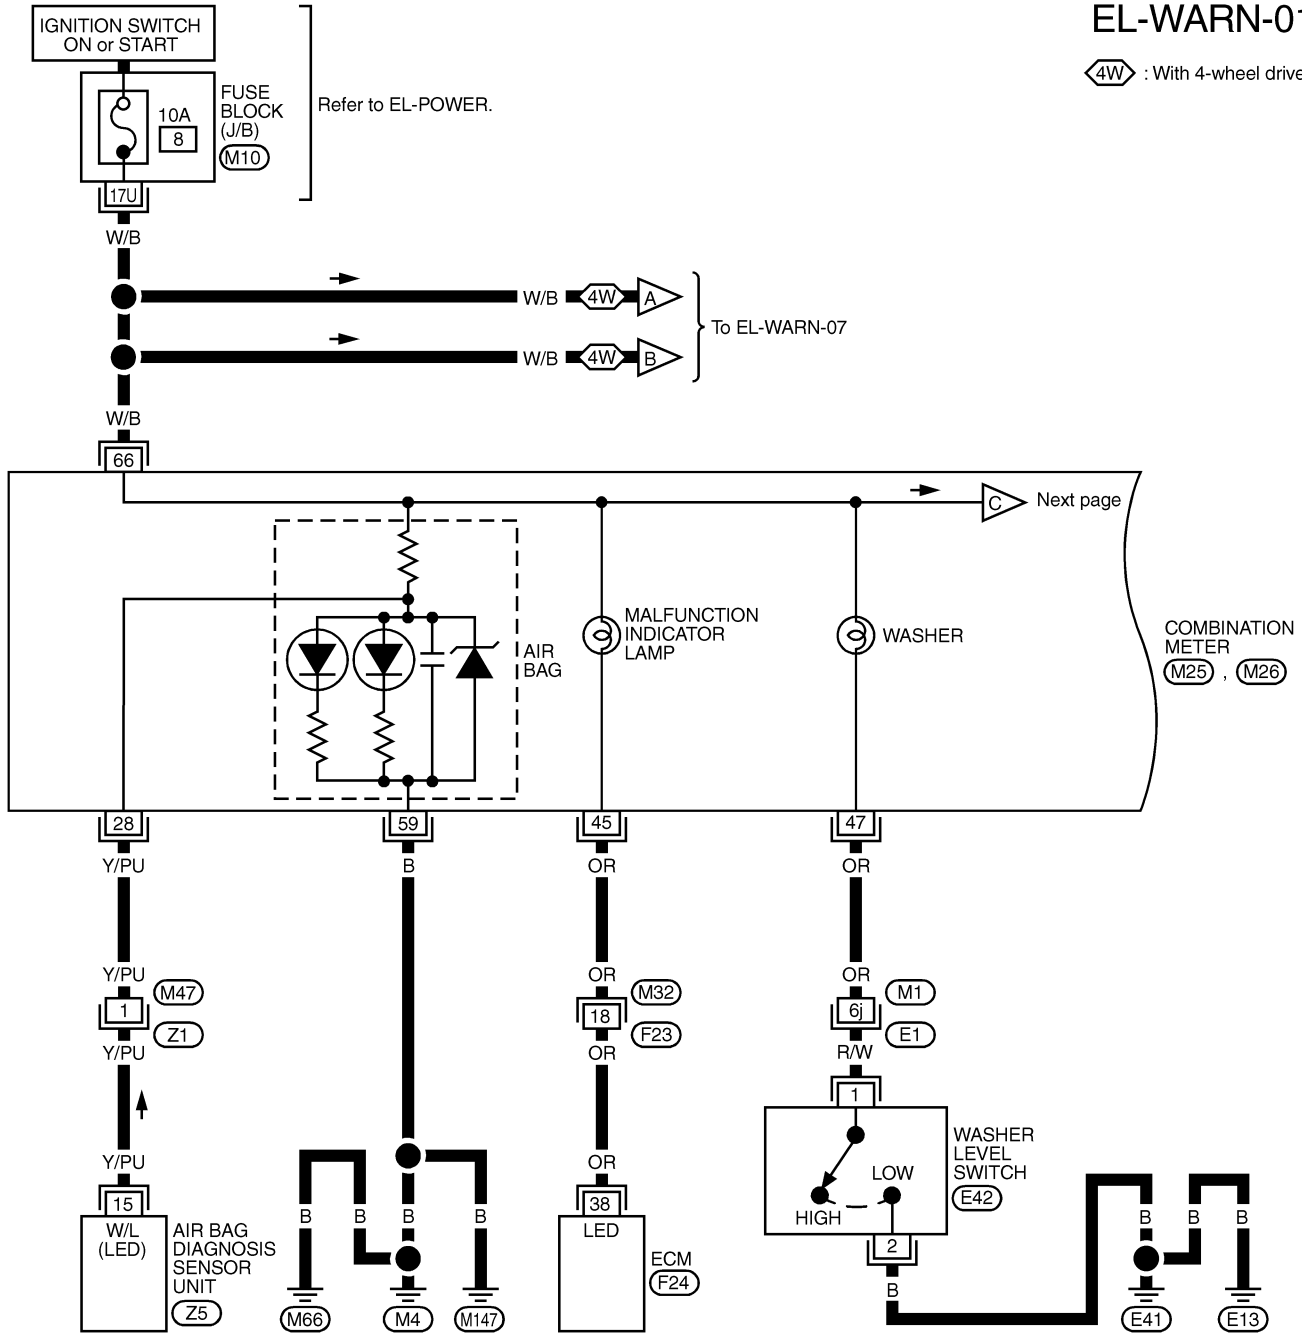 EL-WARN-01
4W : With 4-wheel drive
IGNITION SWITCH
ON or START
FUSE
BLOCK
(J/B)
M10
10A
8
Refer to EL-POWER.
17U
W/B
W/B 4W A
To EL-WARN-07
W/B 4W B
W/B
66
C Next page
AIR
BAG
MALFUNCTION
INDICATOR
LAMP
WASHER
COMBINATION
METER
M25 , M26
28 59 45 47
Y/PU B OR OR
Y/PU OR OR
M47 M32 M1
1 18 6j
Z1 F23 E1
Y/PU OR R/W
1
WASHER
LEVEL
SWITCH
E42
LOW
HIGH
Y/PU OR
15 38
2
B B B B B B B
W/L
(LED)
AIR BAG
DIAGNOSIS
SENSOR
UNIT
Z5
LED
ECM
F24
B
M66 M4 M147 E41 E13